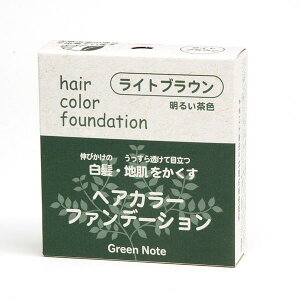 hair
color
foundation
ライトブラウン
明るい茶色
伸びかけの うっすら透けて目立つ
白髪・地肌をかくす
ヘアカラー
ファンデーション
Green Note